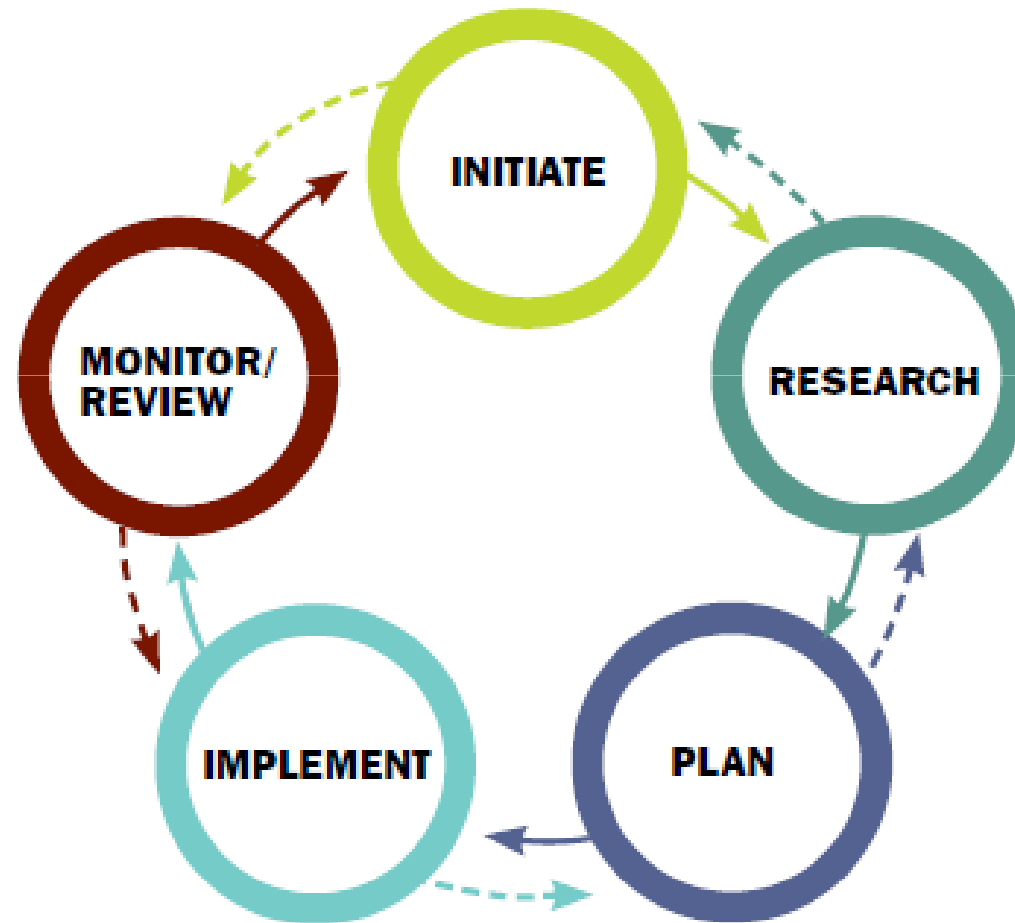 INITIATE
RESEARCH
PLAN
IMPLEMENT
MONITOR/
REVIEW